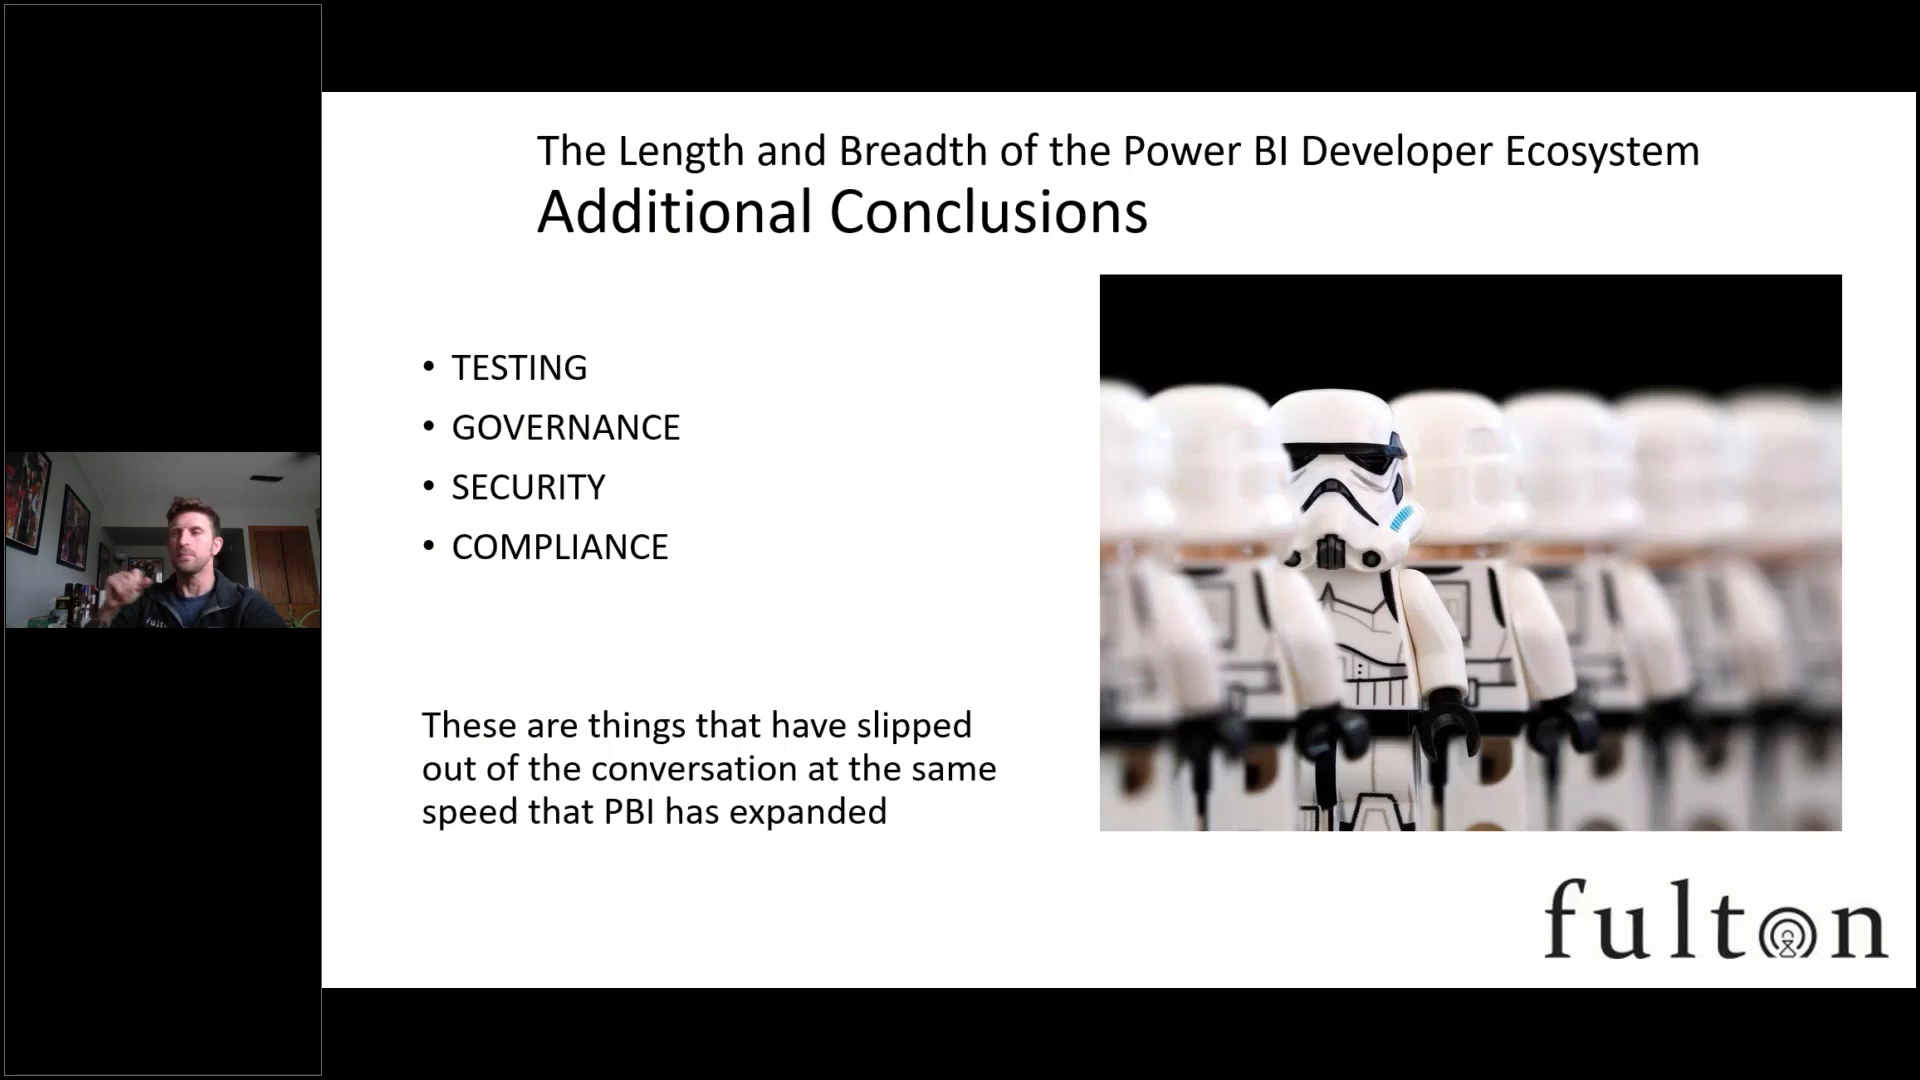 The Length and Breadth of the Power BI Developer Ecosystem
Additional Conclusions
• TESTING
• GOVERNANCE
• SECURITY
• COMPLIANCE
These are things that have slipped
out of the conversation at the same
speed that PBI has expanded
fulton